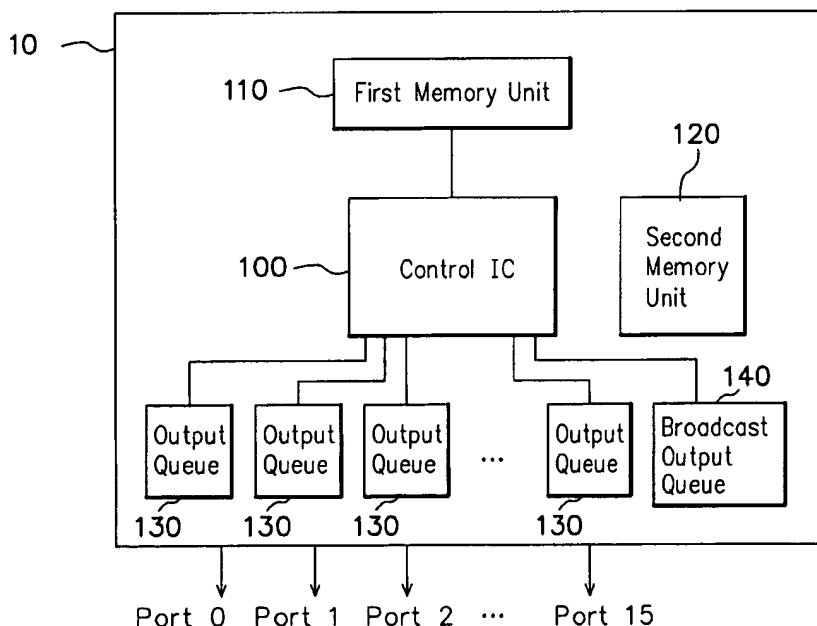 10
110
First Memory Unit
120
100
Control IC
Second
Memory
Unit
140
Output
Queue
Output
Queue
Output
Queue
...
Output
Queue
Broadcast
Output
Queue
130
130
130
130
Port 0
Port 1
Port 2
...
Port 15